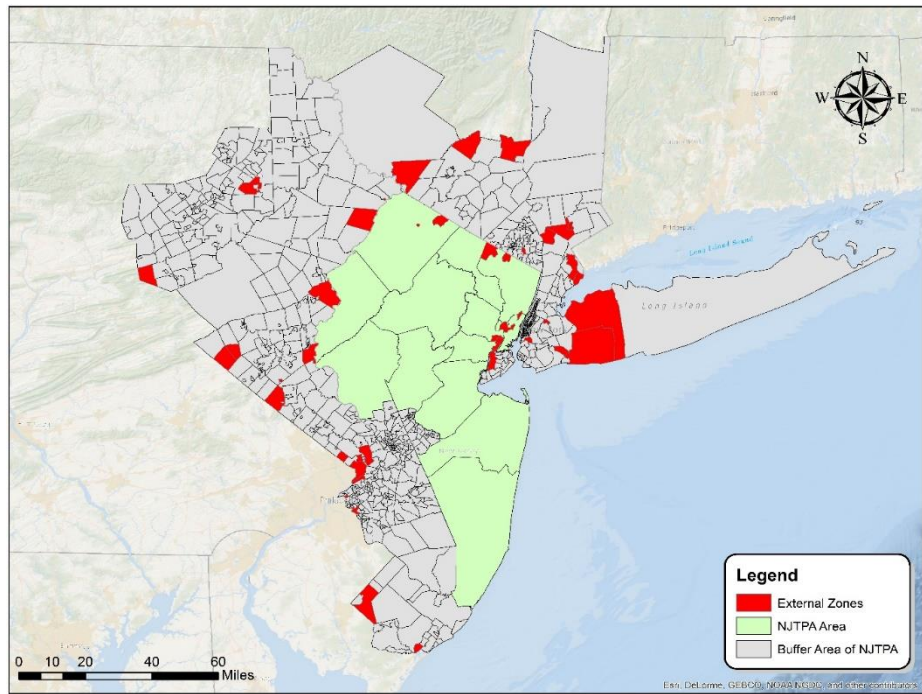 N
W E
S
Long Island Sound
Long Island
Legend
External Zones
NJTPA Area
Buffer Area of NJTPA
0 10 20 40 60
Miles
Esri, DeLorme, GEBCO, NOAA NGDC, and other contributors